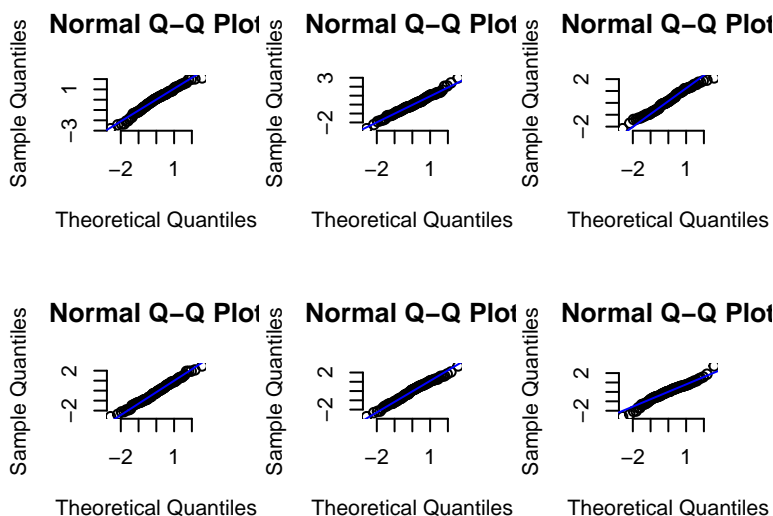 Normal Q−Q Plot
Sample Quantiles
1
−3
−2 1
Theoretical Quantiles
Normal Q−Q Plot
Sample Quantiles
3
−2
−2 1
Theoretical Quantiles
Normal Q−Q Plot
Sample Quantiles
2
−2
−2 1
Theoretical Quantiles
Normal Q−Q Plot
Sample Quantiles
2
−2
−2 1
Theoretical Quantiles
Normal Q−Q Plot
Sample Quantiles
2
−2
−2 1
Theoretical Quantiles
Normal Q−Q Plot
Sample Quantiles
2
−2
−2 1
Theoretical Quantiles